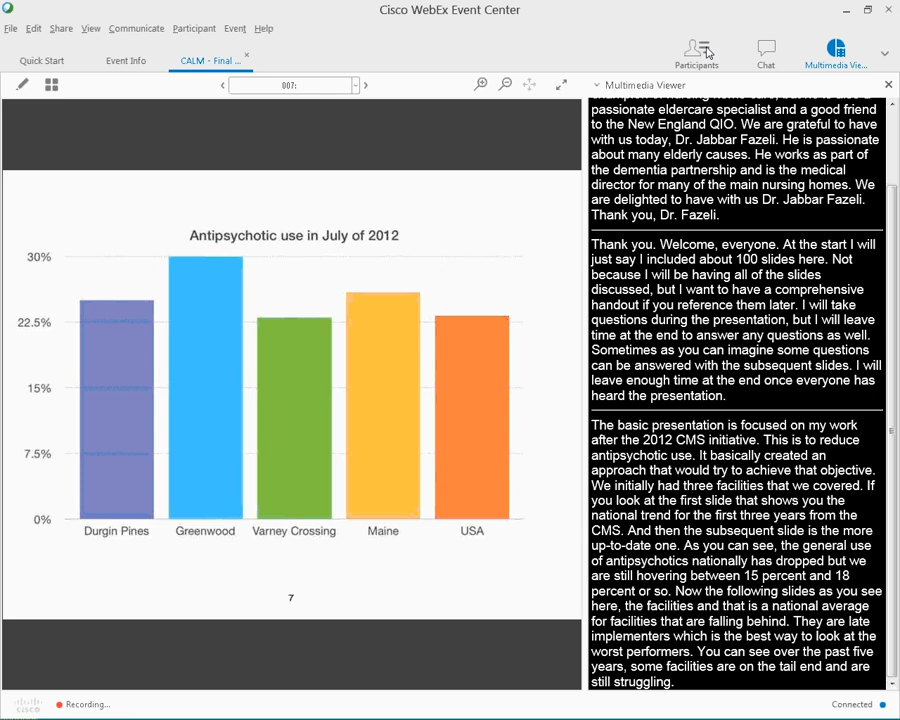 Cisco WebEx Event Center
File Edit Share View Communicate Participant Event Help
Quick Start
Event Info
CALM - Final ...
Participants
Chat
Multimedia Vie...
007:
Multimedia Viewer
Antipsychotic use in July of 2012
30%
22.5%
15%
7.5%
0%
Durgin Pines
Greenwood
Varney Crossing
Maine
USA
7
passionate eldercare specialist and a good friend
to the New England QIO. We are grateful to have
with us today, Dr. Jabbar Fazeli. He is passionate
about many elderly causes. He works as part of
the dementia partnership and is the medical
director for many of the main nursing homes. We
are delighted to have with us Dr. Jabbar Fazeli.
Thank you, Dr. Fazeli.
Thank you. Welcome, everyone. At the start I will
just say I included about 100 slides here. Not
because I will be having all of the slides
discussed, but I want to have a comprehensive
handout if you reference them later. I will take
questions during the presentation, but I will leave
time at the end to answer any questions as well.
Sometimes as you can imagine some questions
can be answered with the subsequent slides. I will
leave enough time at the end once everyone has
heard the presentation.
The basic presentation is focused on my work
after the 2012 CMS initiative. This is to reduce
antipsychotic use. It basically created an
approach that would try to achieve that objective.
We initially had three facilities that we covered. If
you look at the first slide that shows you the
national trend for the first three years from the
CMS. And then the subsequent slide is the more
up-to-date one. As you can see, the general use
of antipsychotics nationally has dropped but we
are still hovering between 15 percent and 18
percent or so. Now the following slides as you see
here, the facilities and that is a national average
for facilities that are falling behind. They are late
implementers which is the best way to look at the
worst performers. You can see over the past five
years, some facilities are on the tail end and are
still struggling.
cisco
Recording...
Connected